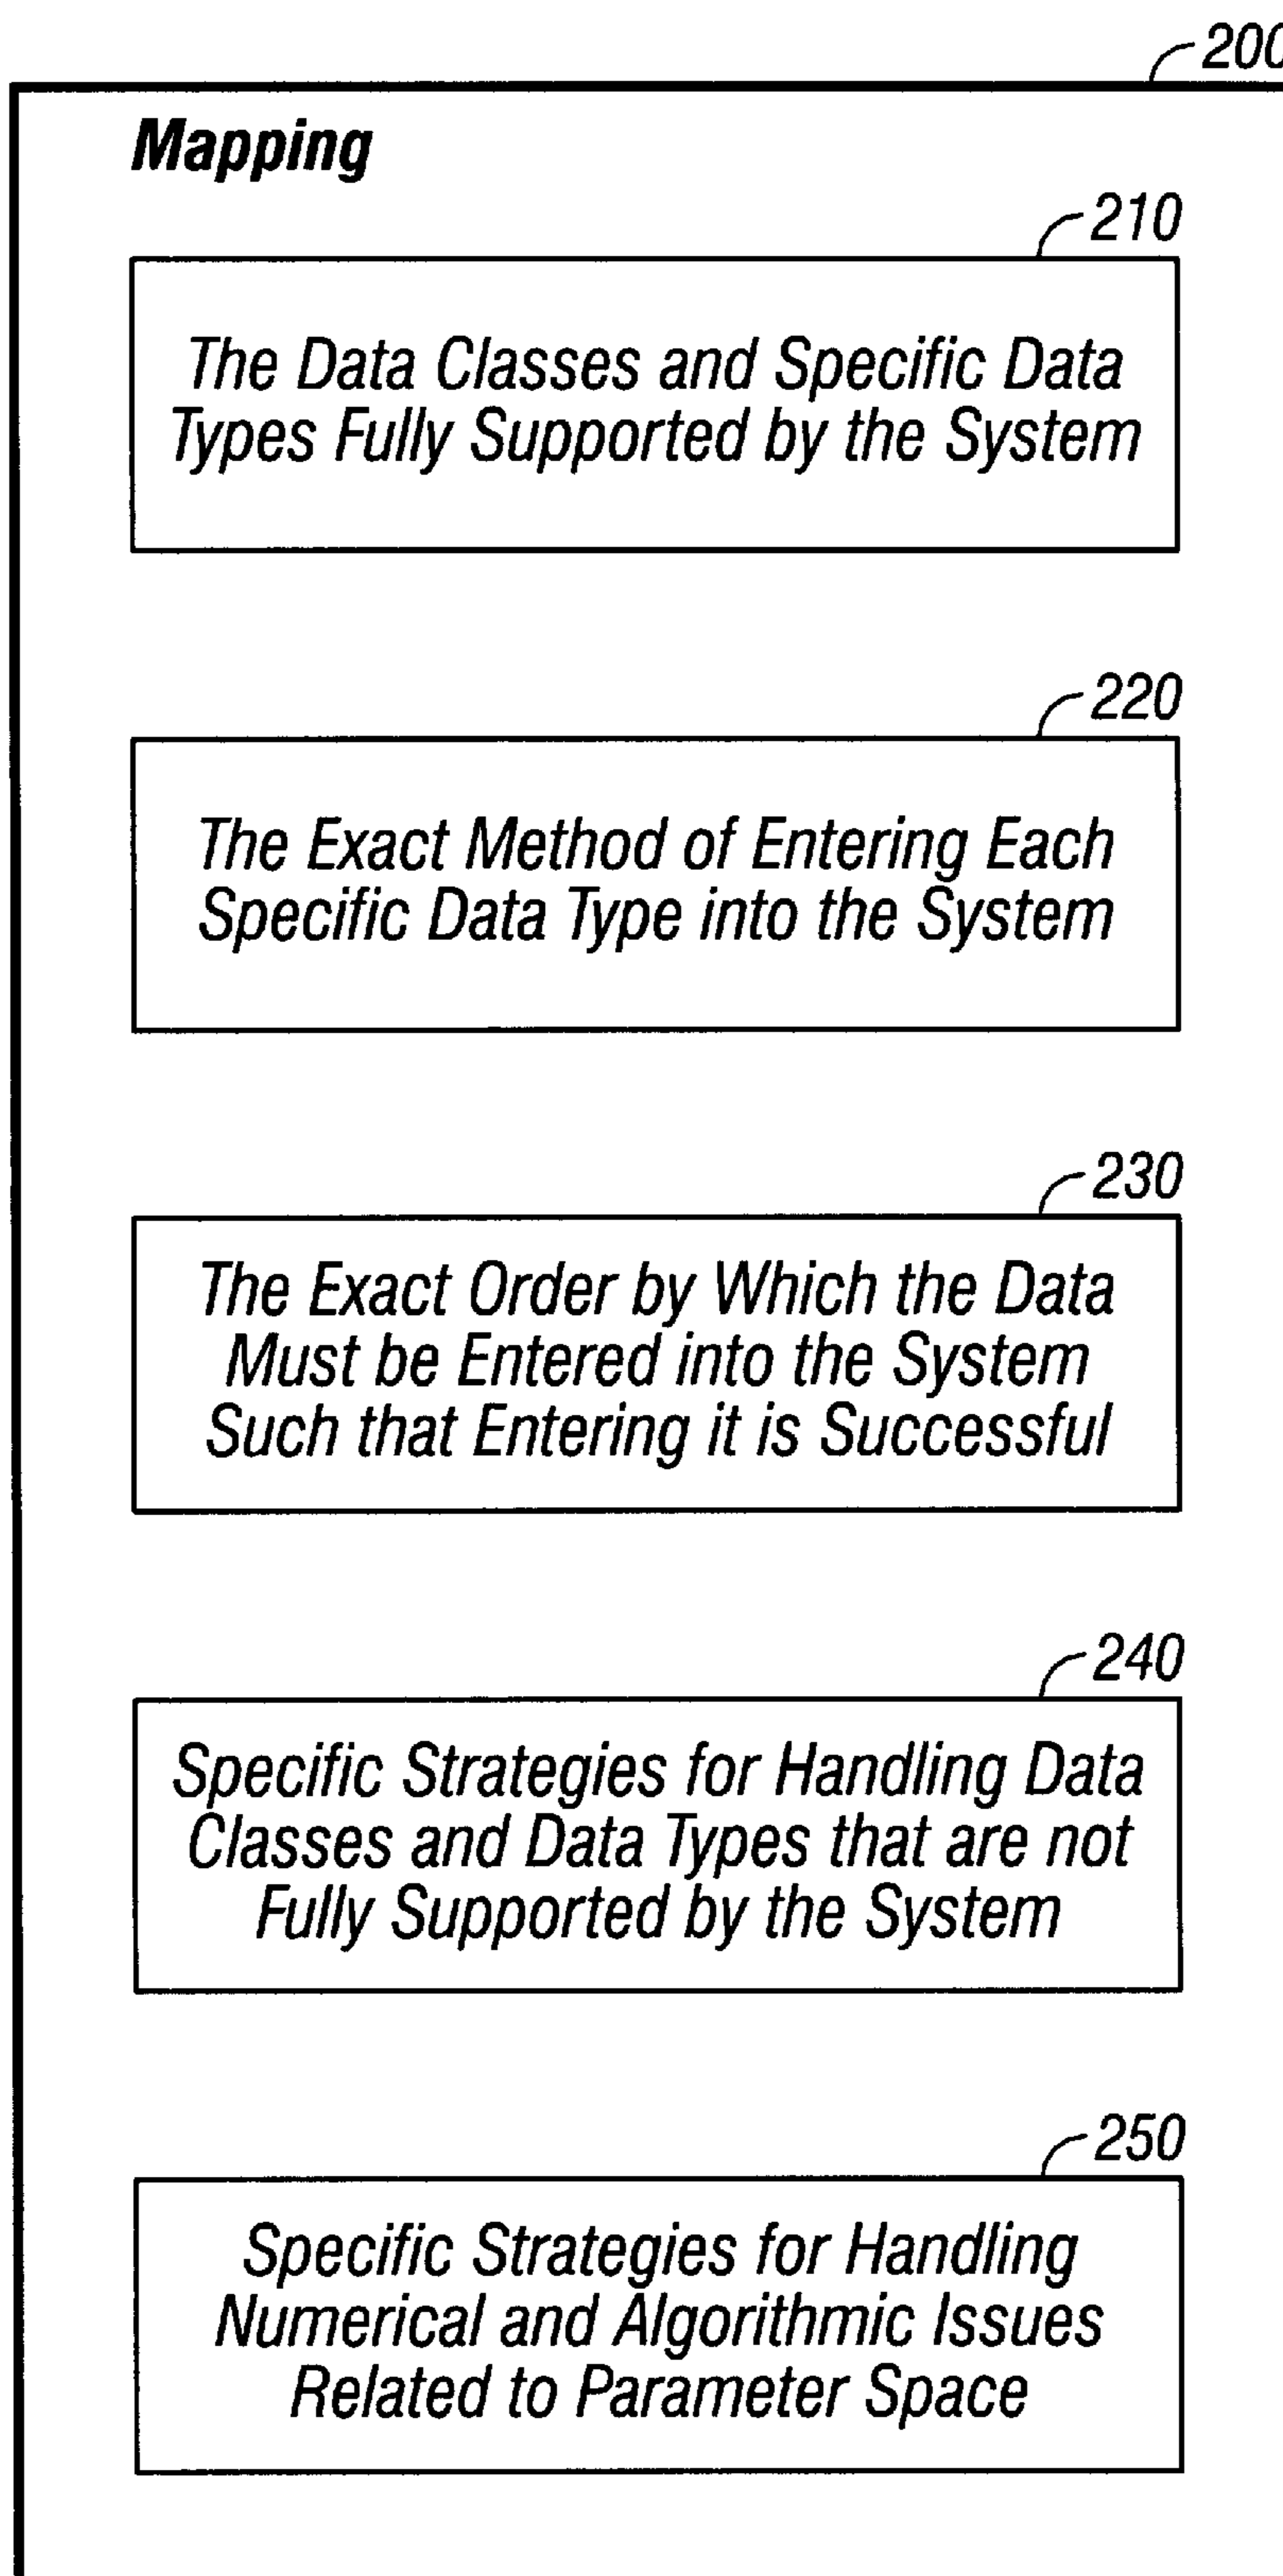 200
Mapping
210
The Data Classes and Specific Data
Types Fully Supported by the System
220
The Exact Method of Entering Each
Specific Data Type into the System
230
The Exact Order by Which the Data
Must be Entered into the System
Such that Entering it is Successful
240
Specific Strategies for Handling Data
Classes and Data Types that are not
Fully Supported by the System
250
Specific Strategies for Handling
Numerical and Algorithmic Issues
Related to Parameter Space